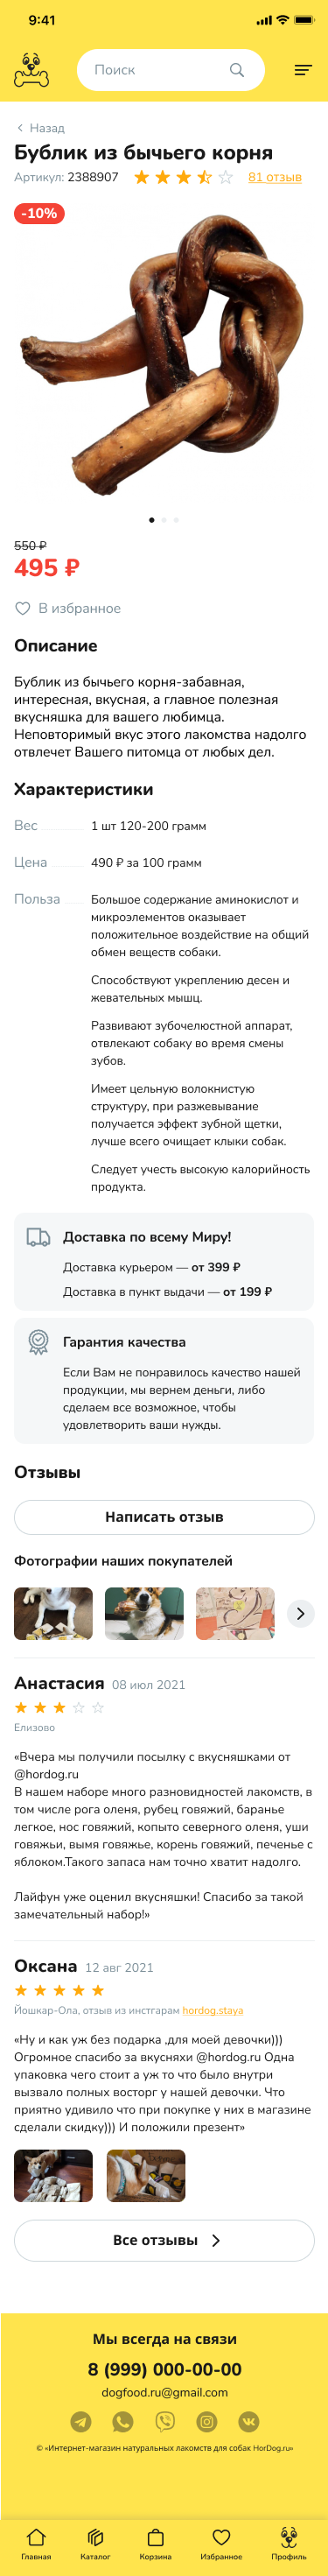 9:41
Поиск
Назад
Бублик из бычьего корня
Артикул: 2388907 81 отзыв
-10%
550 ₽
495 ₽
В избранное
Описание
Бублик из бычьего корня-забавная,
интересная, вкусная, а главное полезная
вкусняшка для вашего любимца.
Неповторимый вкус этого лакомства надолго
отвлечет Вашего питомца от любых дел.
Характеристики
Вес 1 шт 120-200 грамм
Цена 490 ₽ за 100 грамм
Польза Большое содержание аминокислот и
микроэлементов оказывает
положительное воздействие на общий
обмен веществ собаки.
Способствуют укреплению десен и
жевательных мышц.
Развивают зубочелюстной аппарат,
отвлекают собаку во время смены
зубов.
Имеет цельную волокнистую
структуру, при разжевывание
получается эффект зубной щетки,
лучше всего очищает клыки собак.
Следует учесть высокую калорийность
продукта.
Доставка по всему Миру!
Доставка курьером — от 399 ₽
Доставка в пункт выдачи — от 199 ₽
Гарантия качества
Если Вам не понравилось качество нашей
продукции, мы вернем деньги, либо
сделаем все возможное, чтобы
удовлетворить ваши нужды.
Отзывы
Написать отзыв
Фотографии наших покупателей
Анастасия 08 июл 2021
Елизово
«Вчера мы получили посылку с вкусняшками от
@hordog.ru
В нашем наборе много разновидностей лакомств, в
том числе рога оленя, рубец говяжий, баранье
легкое, нос говяжий, копыто северного оленя, уши
говяжьи, вымя говяжье, корень говяжий, печенье с
яблоком.Такого запаса нам точно хватит надолго.
Лайфун уже оценил вкусняшки! Спасибо за такой
замечательный набор!»
Оксана 12 авг 2021
Йошкар-Ола, отзыв из инстграм hordog.staya
«Ну и как уж без подарка ,для моей девочки)))
Огромное спасибо за вкусняхи @hordog.ru Одна
упаковка чего стоит а уж то что было внутри
вызвало полных восторг у нашей девочки. Что
приятно удивило что при покупке у них в магазине
сделали скидку))) И положили презент»
Все отзывы
Мы всегда на связи
8 (999) 000-00-00
dogfood.ru@gmail.com
© «Интернет-магазин натуральных лакомств для собак HorDog.ru»
Главная Каталог Корзина Избранное Профиль